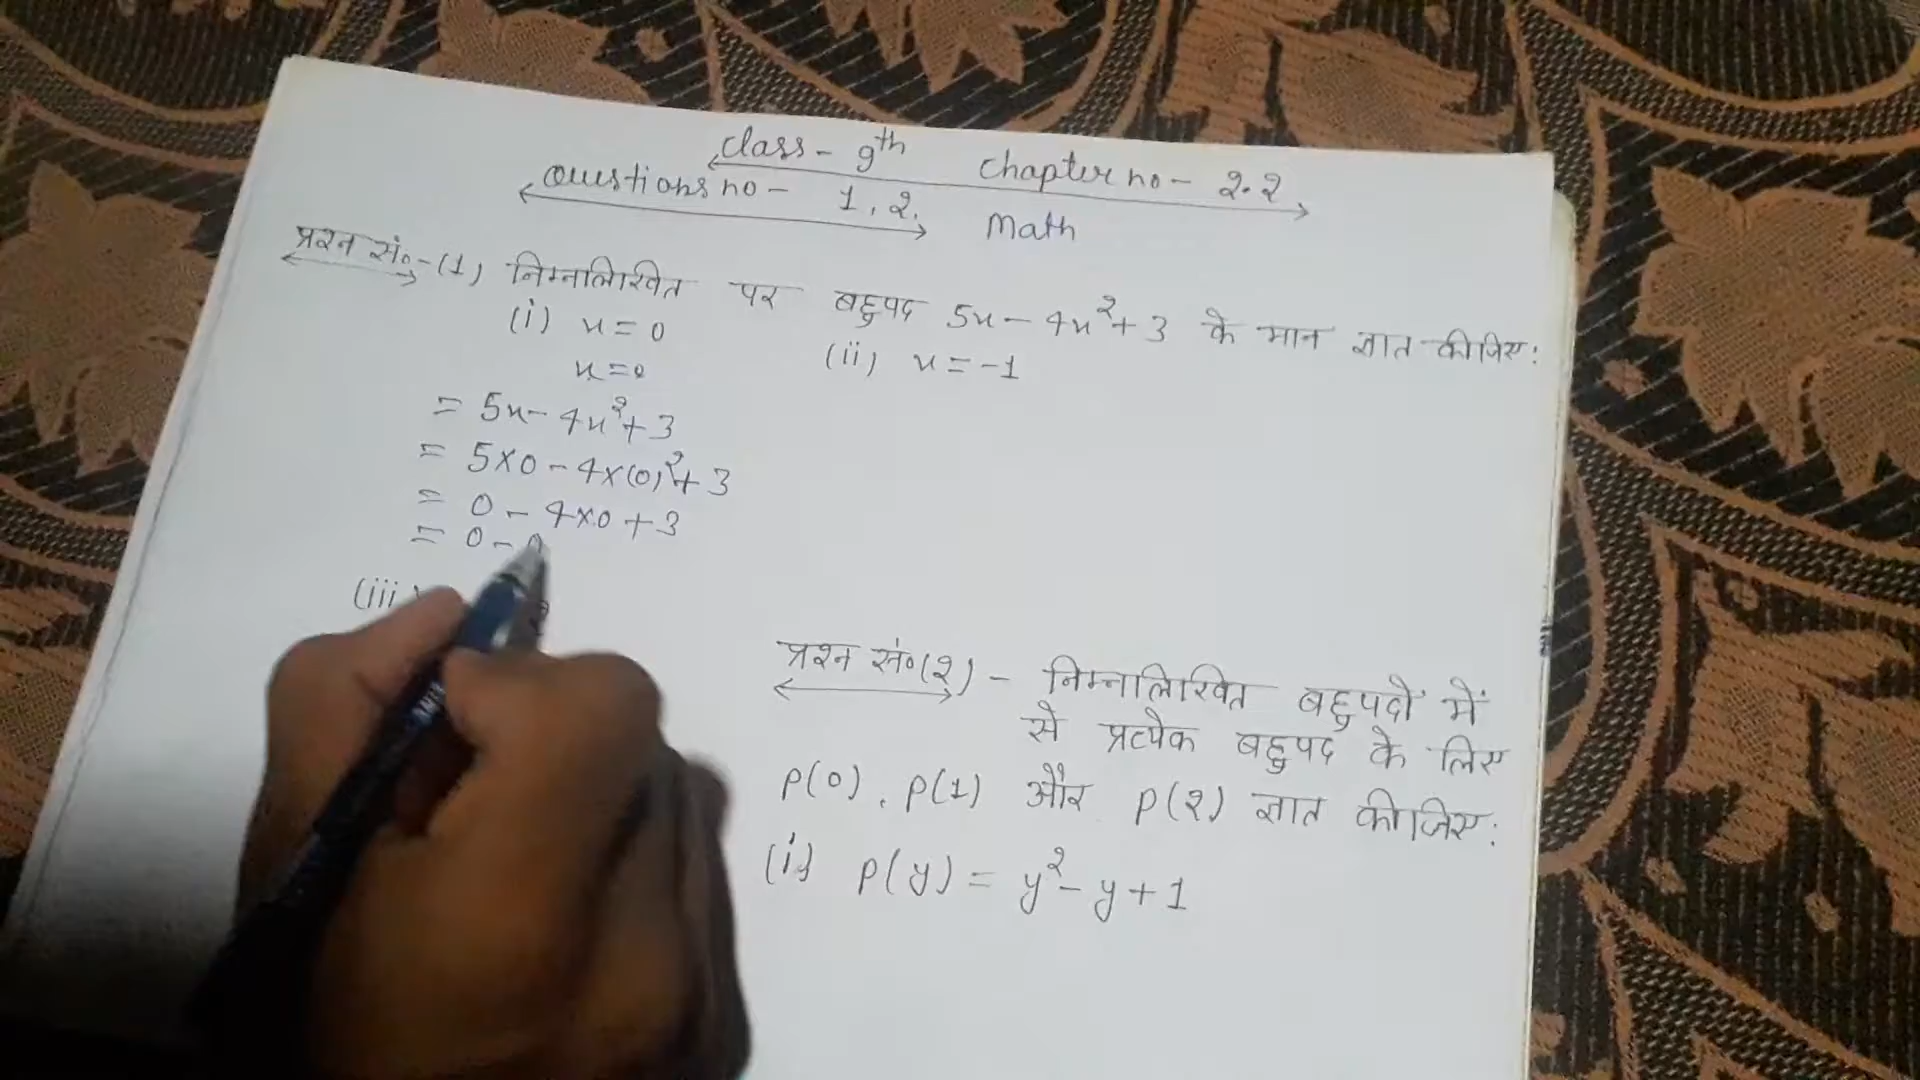 Class - 9th Chapter no - 2.2
Questions no - 1, 2. Math
प्रश्न सं०-(1) निम्नलिखित पर बहुपद 5x - 4x² + 3 के मान ज्ञात कीजिए:
(i) x = 0 (ii) x = -1
x = 0
= 5x - 4x² + 3
= 5×0 - 4×(0)² + 3
= 0 - 4×0 + 3
= 0 - 0
(iii)
प्रश्न सं०(2) - निम्नलिखित बहुपदों में
से प्रत्येक बहुपद के लिए
P(0), P(1) और P(2) ज्ञात कीजिए:
(i) P(y) = y² - y + 1